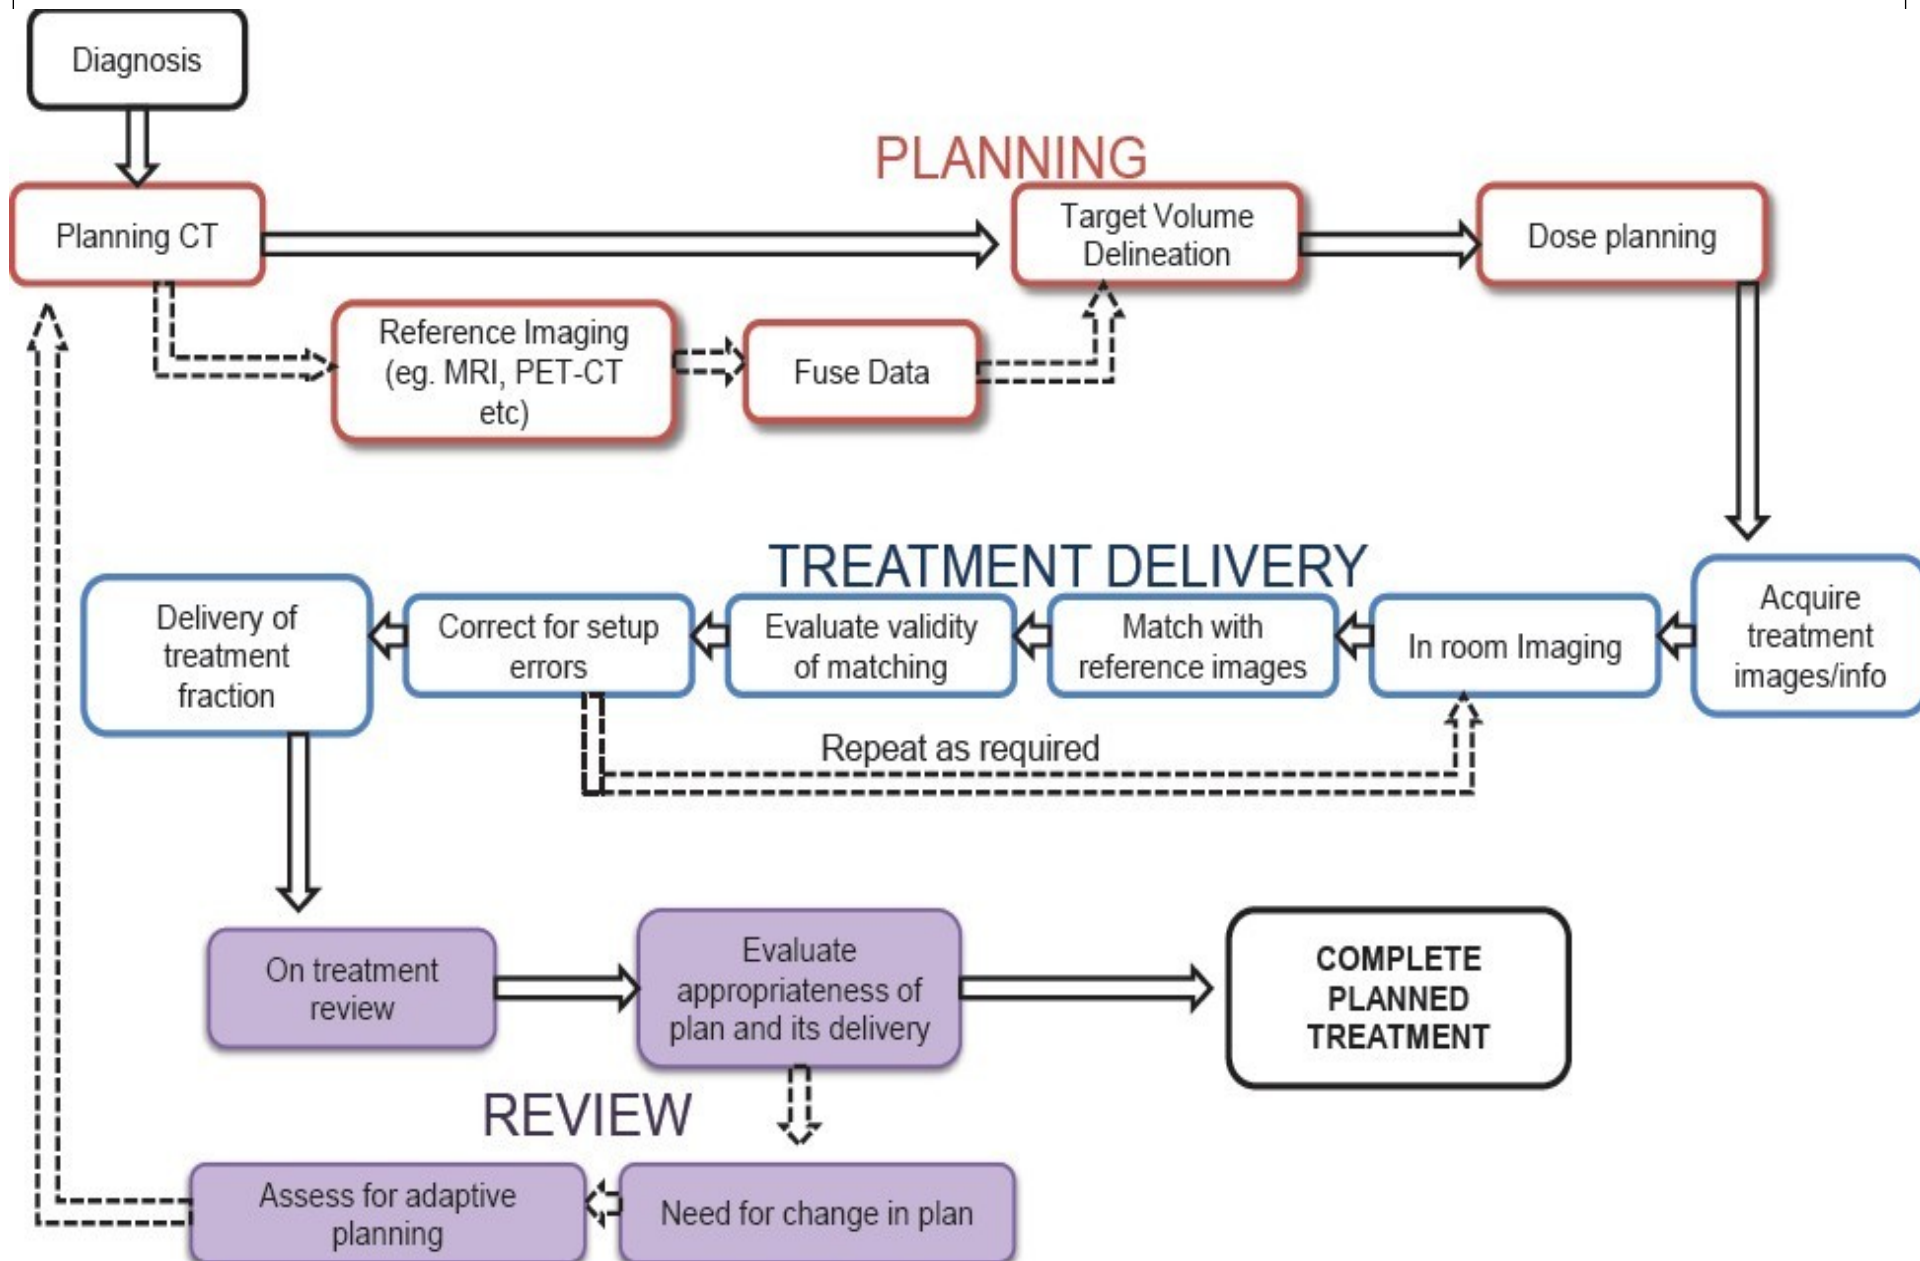 Diagnosis
PLANNING
Planning CT
Target Volume
Delineation
Dose planning
Reference Imaging
(eg. MRI, PET-CT
etc)
Fuse Data
TREATMENT DELIVERY
Delivery of
treatment
fraction
Correct for setup
errors
Evaluate validity
of matching
Match with
reference images
In room Imaging
Acquire
treatment
images/info
Repeat as required
On treatment
review
Evaluate
appropriateness of
plan and its delivery
COMPLETE
PLANNED
TREATMENT
REVIEW
Assess for adaptive
planning
Need for change in plan